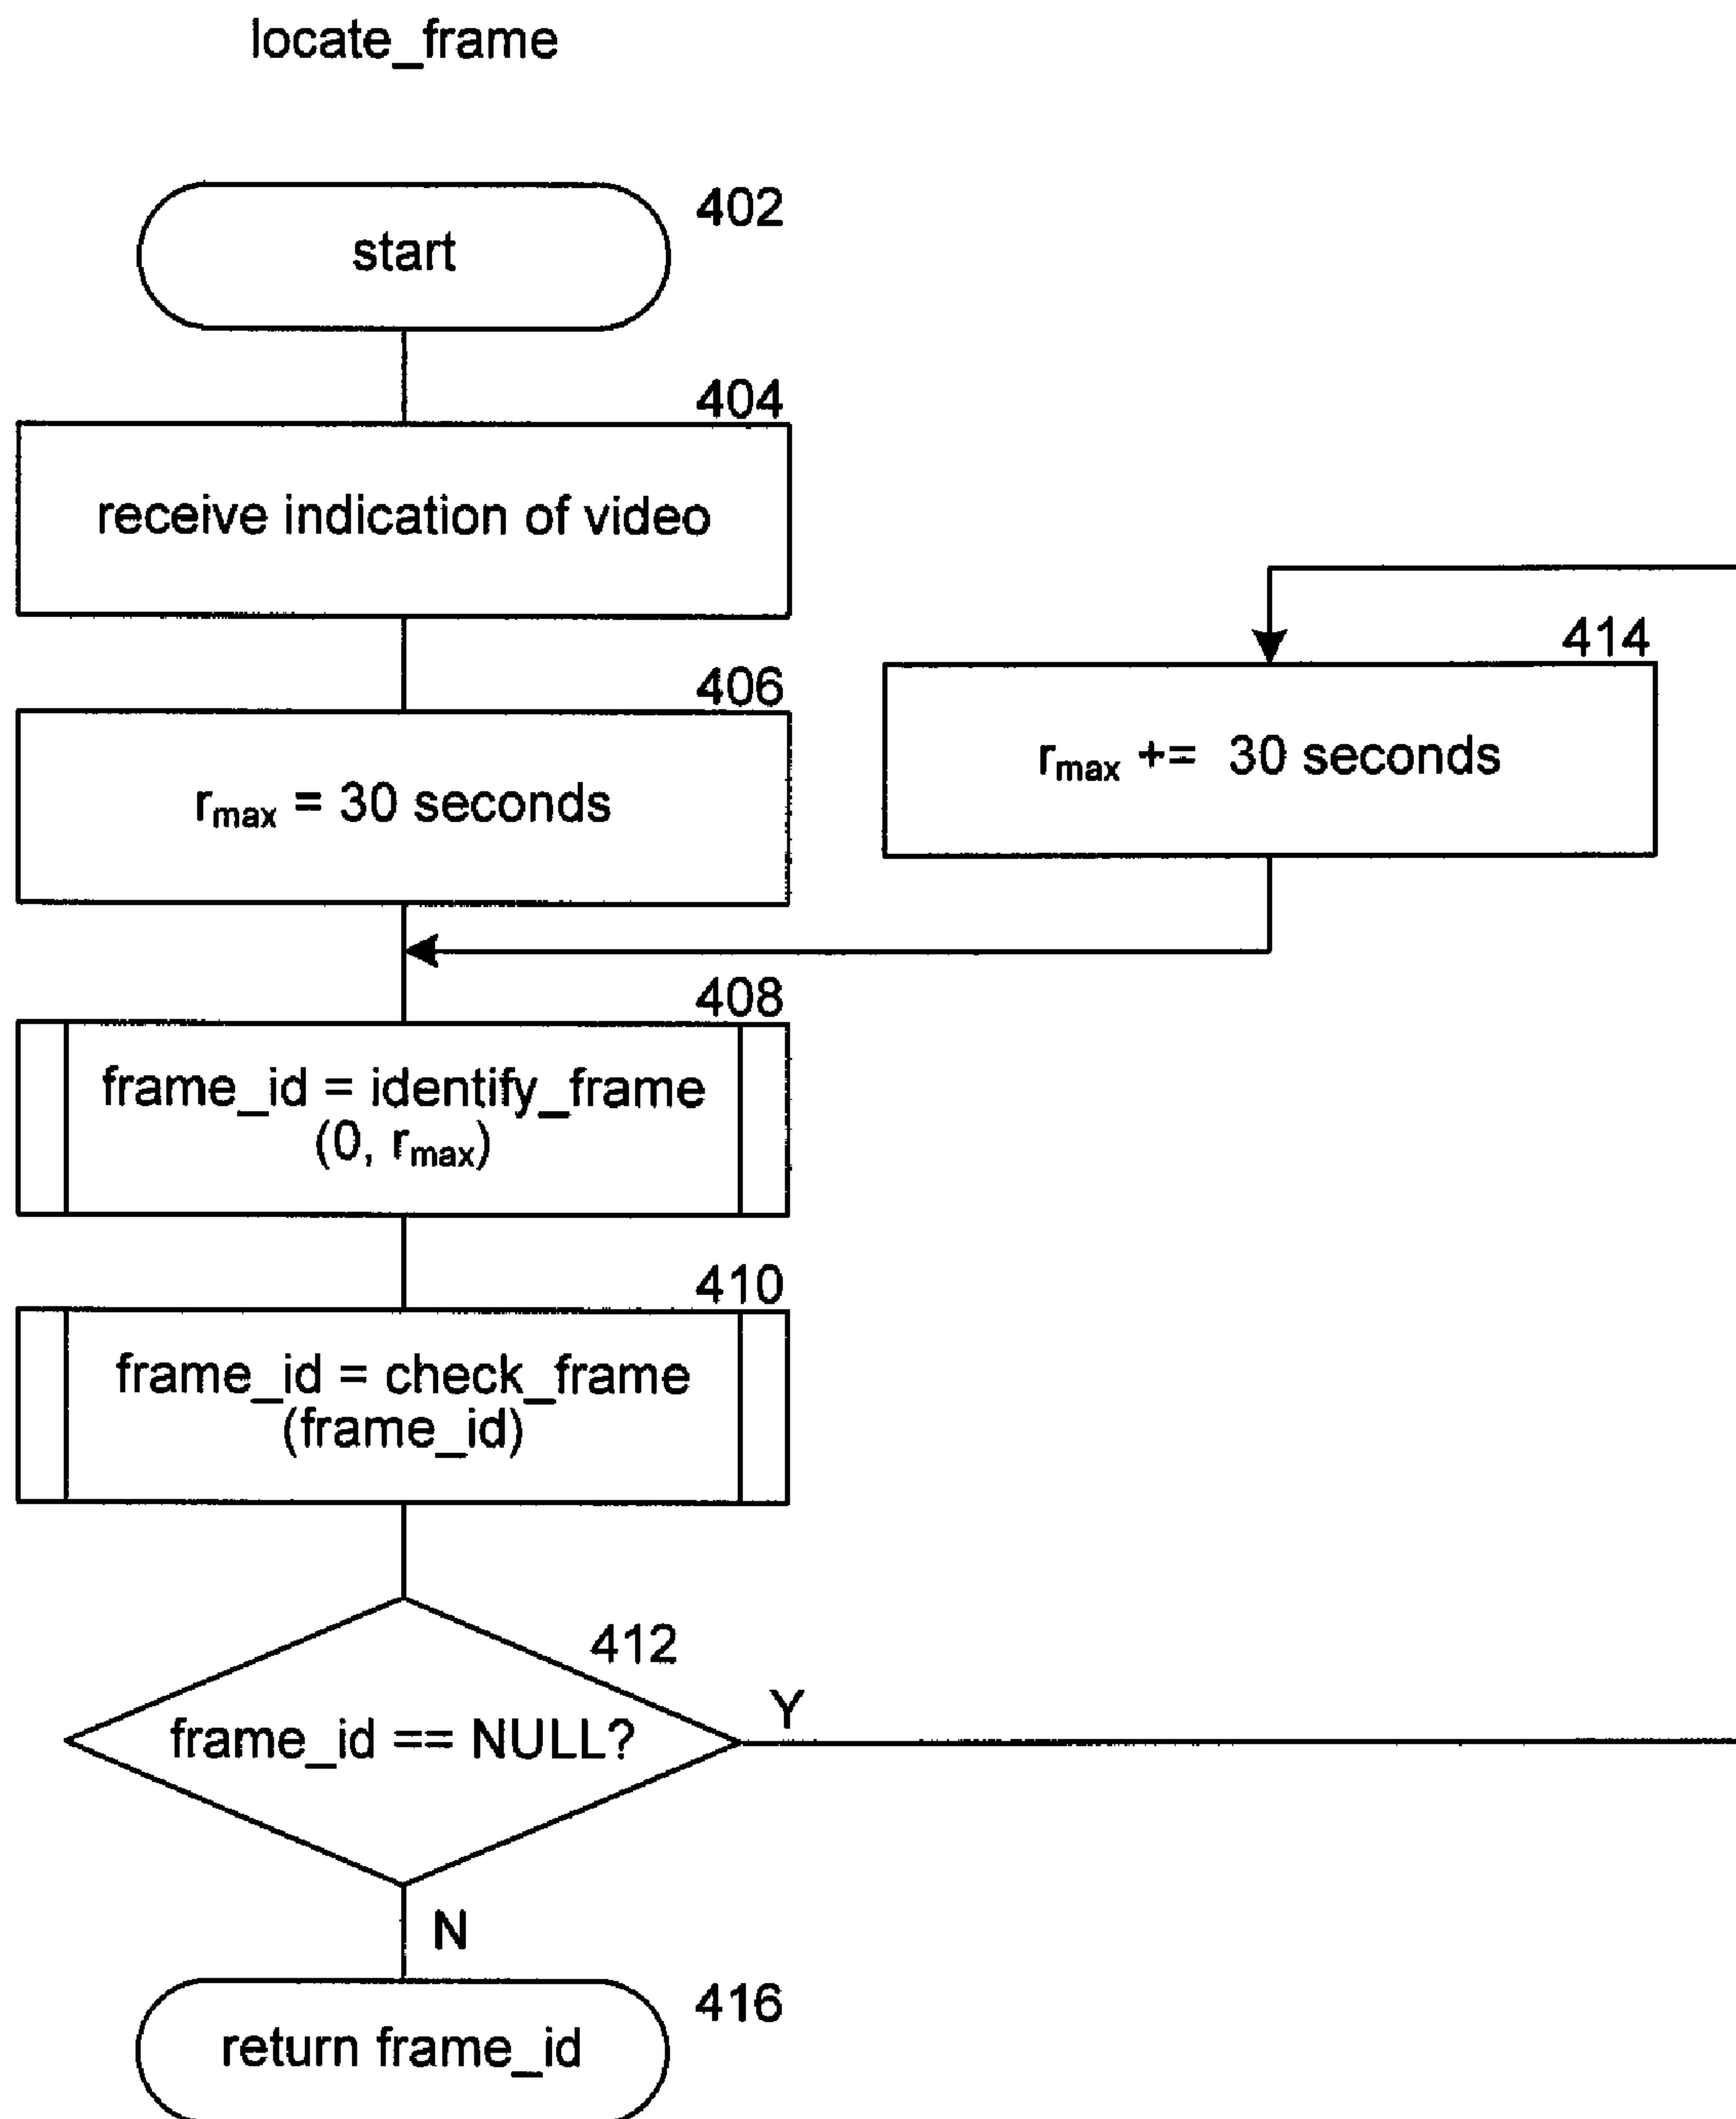 locate_frame
402
start
404
receive indication of video
406
rmax = 30 seconds
414
rmax += 30 seconds
408
frame_id = identify_frame
(0, rmax)
410
frame_id = check_frame
(frame_id)
412
frame_id == NULL?
Y
N
416
return frame_id